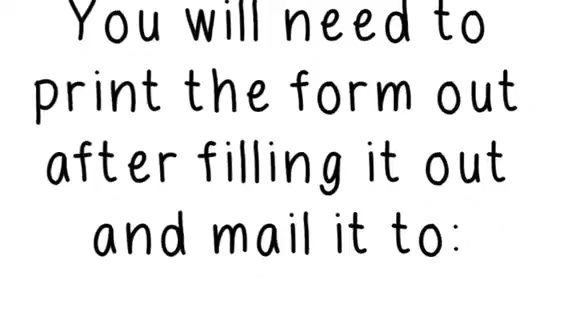 You will need to
print the form out
after filling it out
and mail it to: